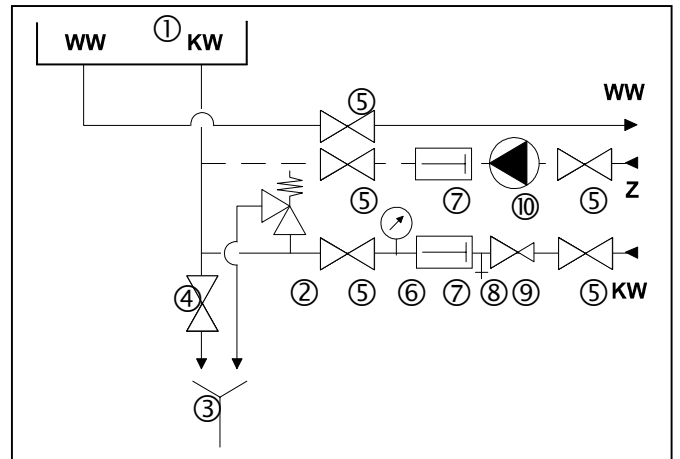 ①
WW KW
WW
⑤
⑤ ⑦ ⑩ ⑤ Z
② ⑤ ⑥ ⑦ ⑧ ⑨ ⑤ KW
④
③